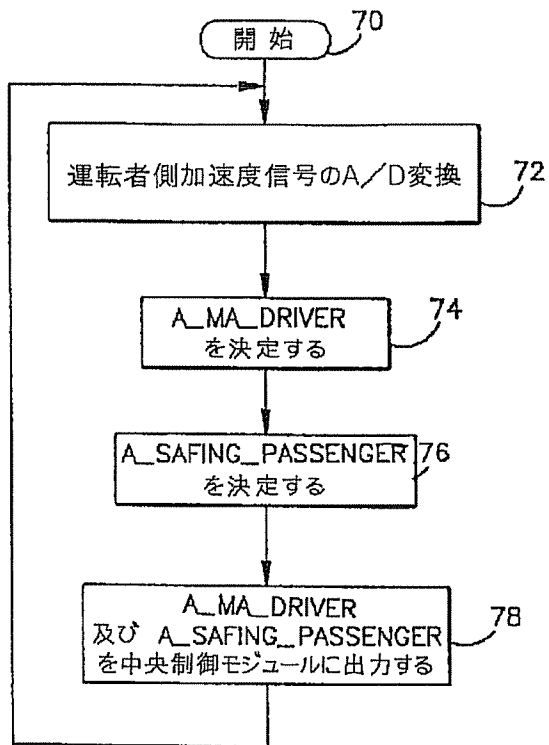 開始
70
運転者側加速度信号のA/D変換
72
A_MA_DRIVER
を決定する
74
A_SAFING_PASSENGER
を決定する
76
A_MA_DRIVER
及び A_SAFING_PASSENGER
を中央制御モジュールに出力する
78